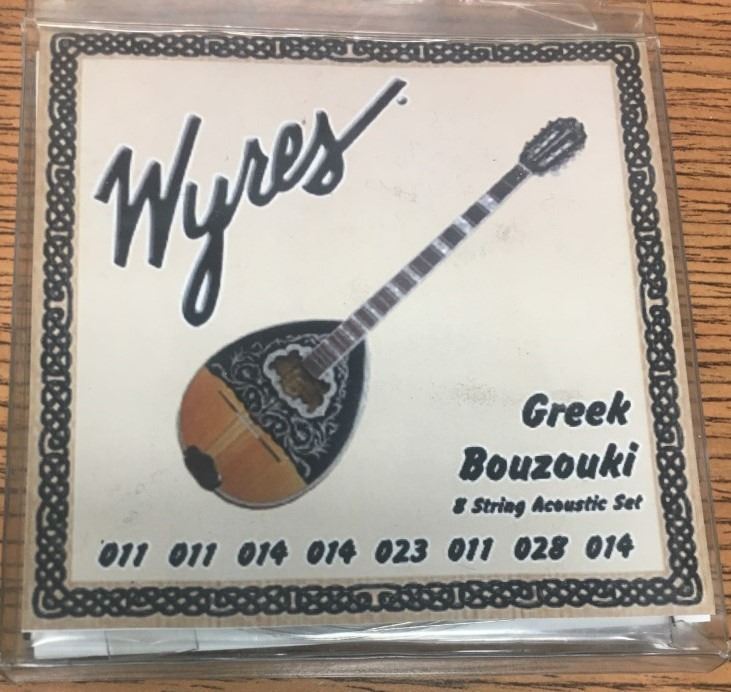 Wyres
Greek
Bouzouki
8 String Acoustic Set
011 011 014 014 023 011 028 014